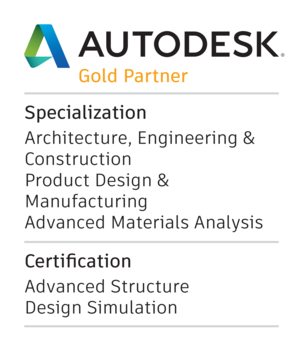 AUTODESK.
Gold Partner
Specialization
Architecture, Engineering &
Construction
Product Design &
Manufacturing
Advanced Materials Analysis
Certification
Advanced Structure
Design Simulation